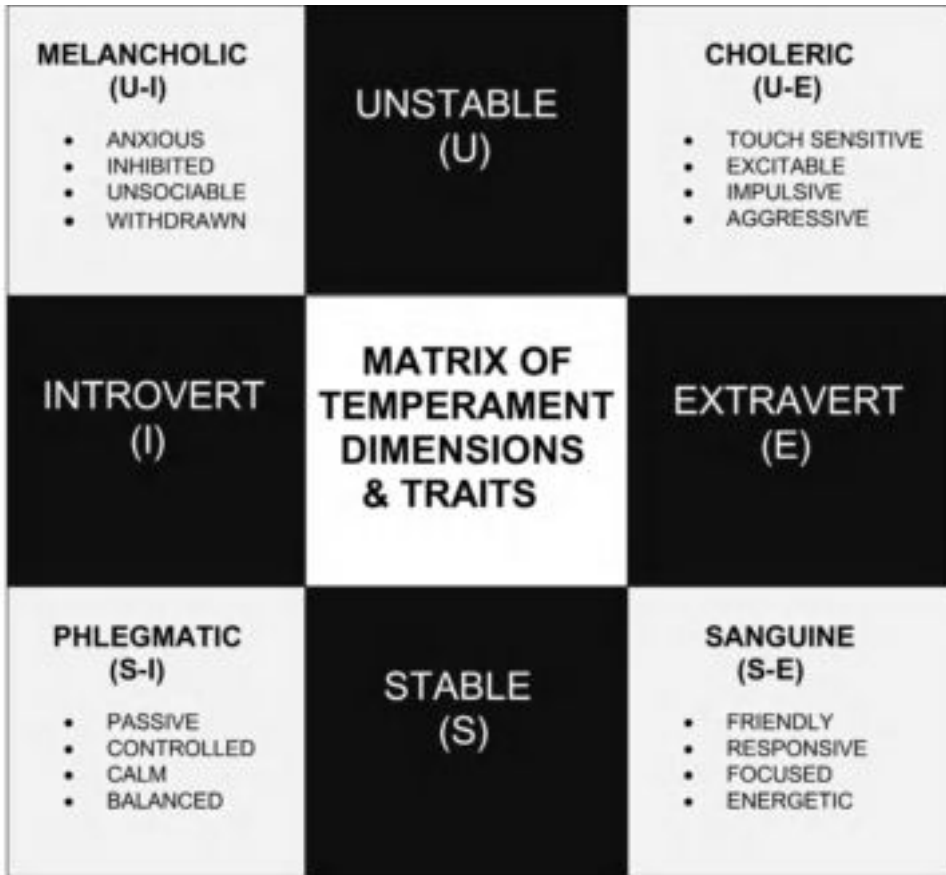 MELANCHOLIC
(U-I)
• ANXIOUS
• INHIBITED
• UNSOCIABLE
• WITHDRAWN
UNSTABLE
(U)
CHOLERIC
(U-E)
• TOUCH SENSITIVE
• EXCITABLE
• IMPULSIVE
• AGGRESSIVE
INTROVERT
(I)
MATRIX OF
TEMPERAMENT
DIMENSIONS
& TRAITS
EXTRAVERT
(E)
PHLEGMATIC
(S-I)
• PASSIVE
• CONTROLLED
• CALM
• BALANCED
STABLE
(S)
SANGUINE
(S-E)
• FRIENDLY
• RESPONSIVE
• FOCUSED
• ENERGETIC